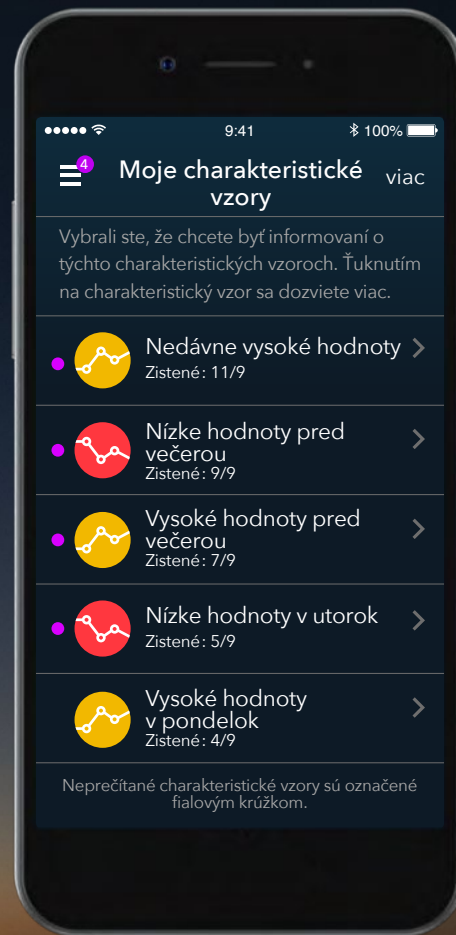 9:41
100%
4
Moje charakteristické
vzory
viac
Vybrali ste, že chcete byť informovaní o
týchto charakteristických vzoroch. Ťuknutím
na charakteristický vzor sa dozviete viac.
Nedávne vysoké hodnoty
Zistené: 11/9
Nízke hodnoty pred
večerou
Zistené: 9/9
Vysoké hodnoty pred
večerou
Zistené: 7/9
Nízke hodnoty v utorok
Zistené: 5/9
Vysoké hodnoty
v pondelok
Zistené: 4/9
Neprečítané charakteristické vzory sú označené
fialovým krúžkom.